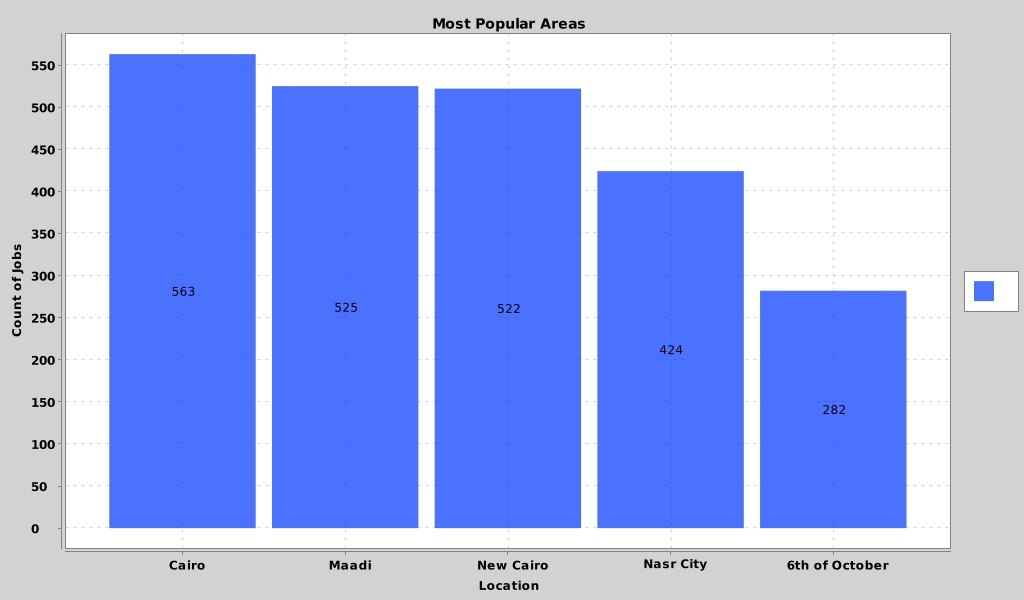 Most Popular Areas
Count of Jobs
550
500
450
400
350
300
250
200
150
100
50
0
563
525
522
424
282
Cairo
Maadi
New Cairo
Nasr City
6th of October
Location